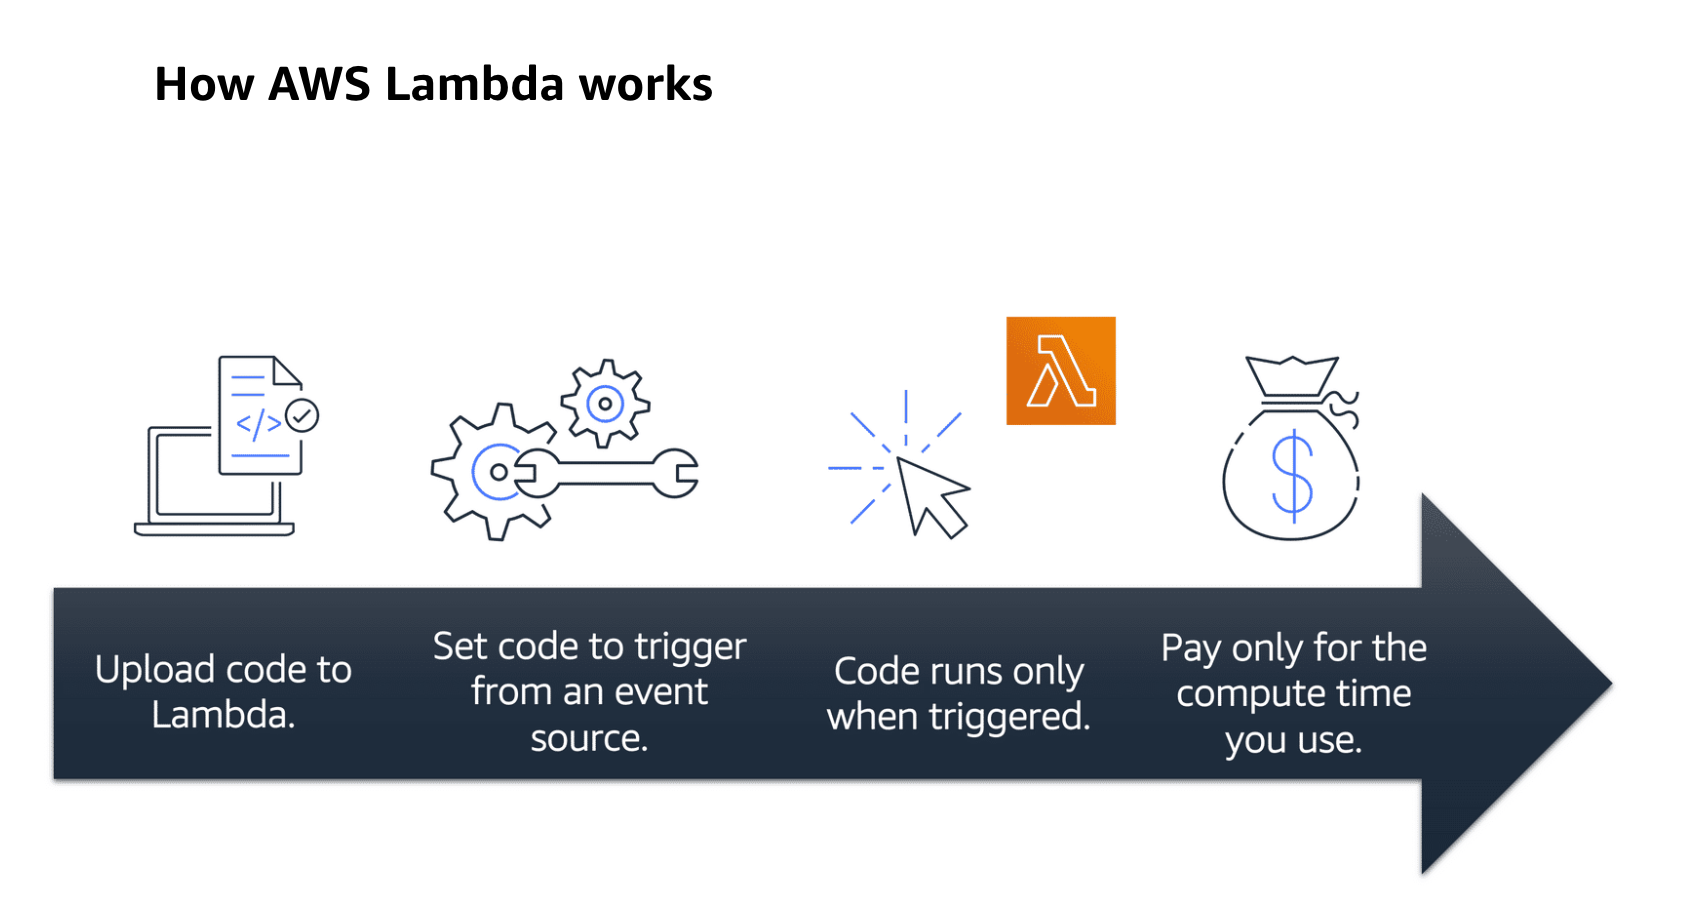 How AWS Lambda works
</>
Upload code to
Lambda.
Set code to trigger
from an event
source.
Code runs only
when triggered.
$
Pay only for the
compute time
you use.